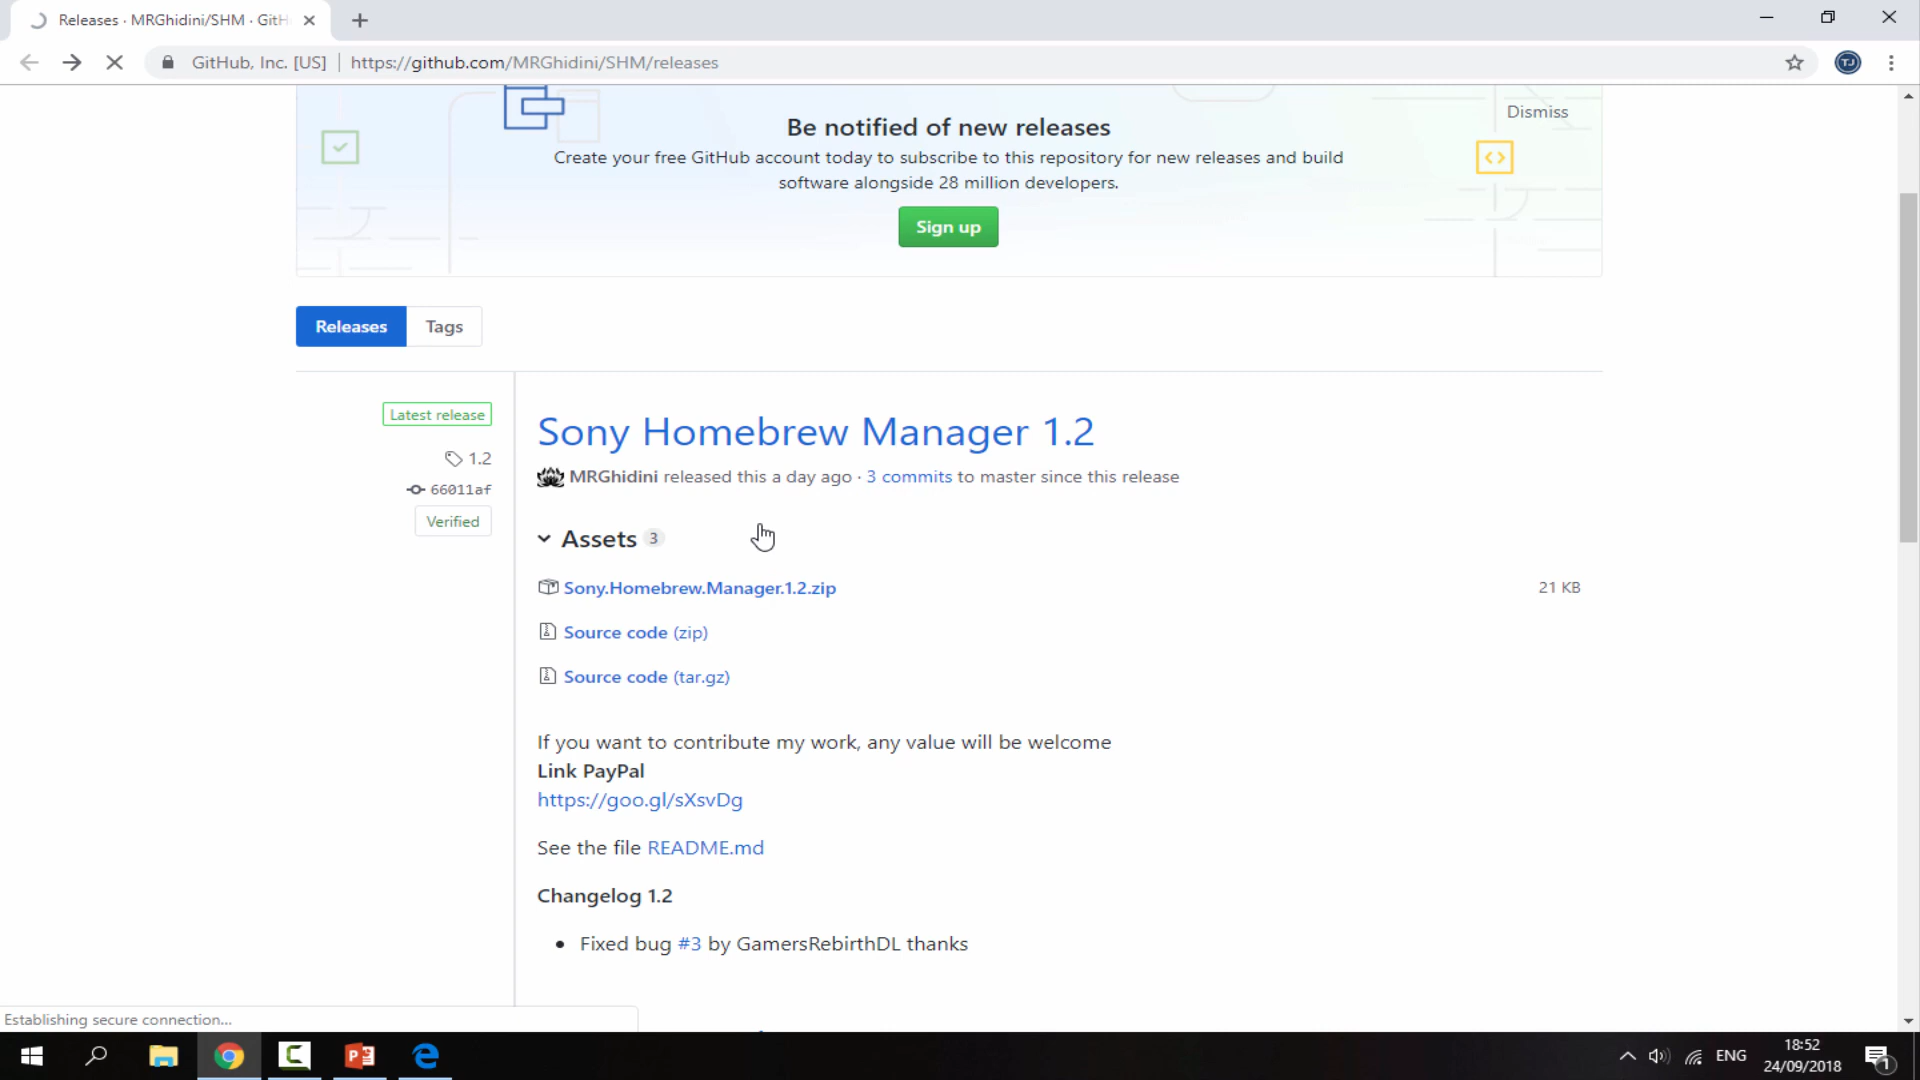 Releases · MRGhidini/SHM · GitH
GitHub, Inc. [US] | https://github.com/MRGhidini/SHM/releases
TJ
Dismiss
Be notified of new releases
Create your free GitHub account today to subscribe to this repository for new releases and build
software alongside 28 million developers.
Sign up
Releases
Tags
Latest release
1.2
66011af
Verified
Sony Homebrew Manager 1.2
MRGhidini released this a day ago · 3 commits to master since this release
Assets 3
Sony.Homebrew.Manager.1.2.zip
21 KB
Source code (zip)
Source code (tar.gz)
If you want to contribute my work, any value will be welcome
Link PayPal
https://goo.gl/sXsvDg
See the file README.md
Changelog 1.2
• Fixed bug #3 by GamersRebirthDL thanks
Establishing secure connection...
ENG
18:52
24/09/2018
1